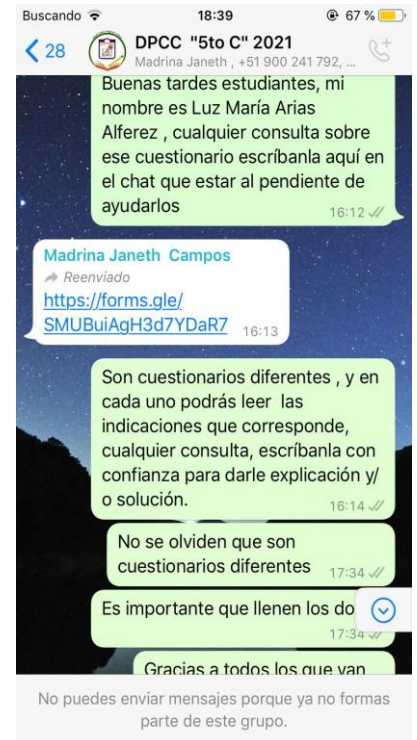 Buscando 18:39 67 %
28 DPCC "5to C" 2021
Madrina Janeth , +51 900 241 792, ...
Buenas tardes estudiantes, mi
nombre es Luz María Arias
Alferez , cualquier consulta sobre
ese cuestionario escríbanla aquí en
el chat que estar al pendiente de
ayudarlos
16:12
Madrina Janeth Campos
Reenviado
https://forms.gle/
SMUBuiAgH3d7YDaR7 16:13
Son cuestionarios diferentes , y en
cada uno podrás leer las
indicaciones que corresponde,
cualquier consulta, escríbanla con
confianza para darle explicación y/
o solución.
16:14
No se olviden que son
cuestionarios diferentes 17:34
Es importante que llenen los do
17:34
Gracias a todos los que van
No puedes enviar mensajes porque ya no formas
parte de este grupo.